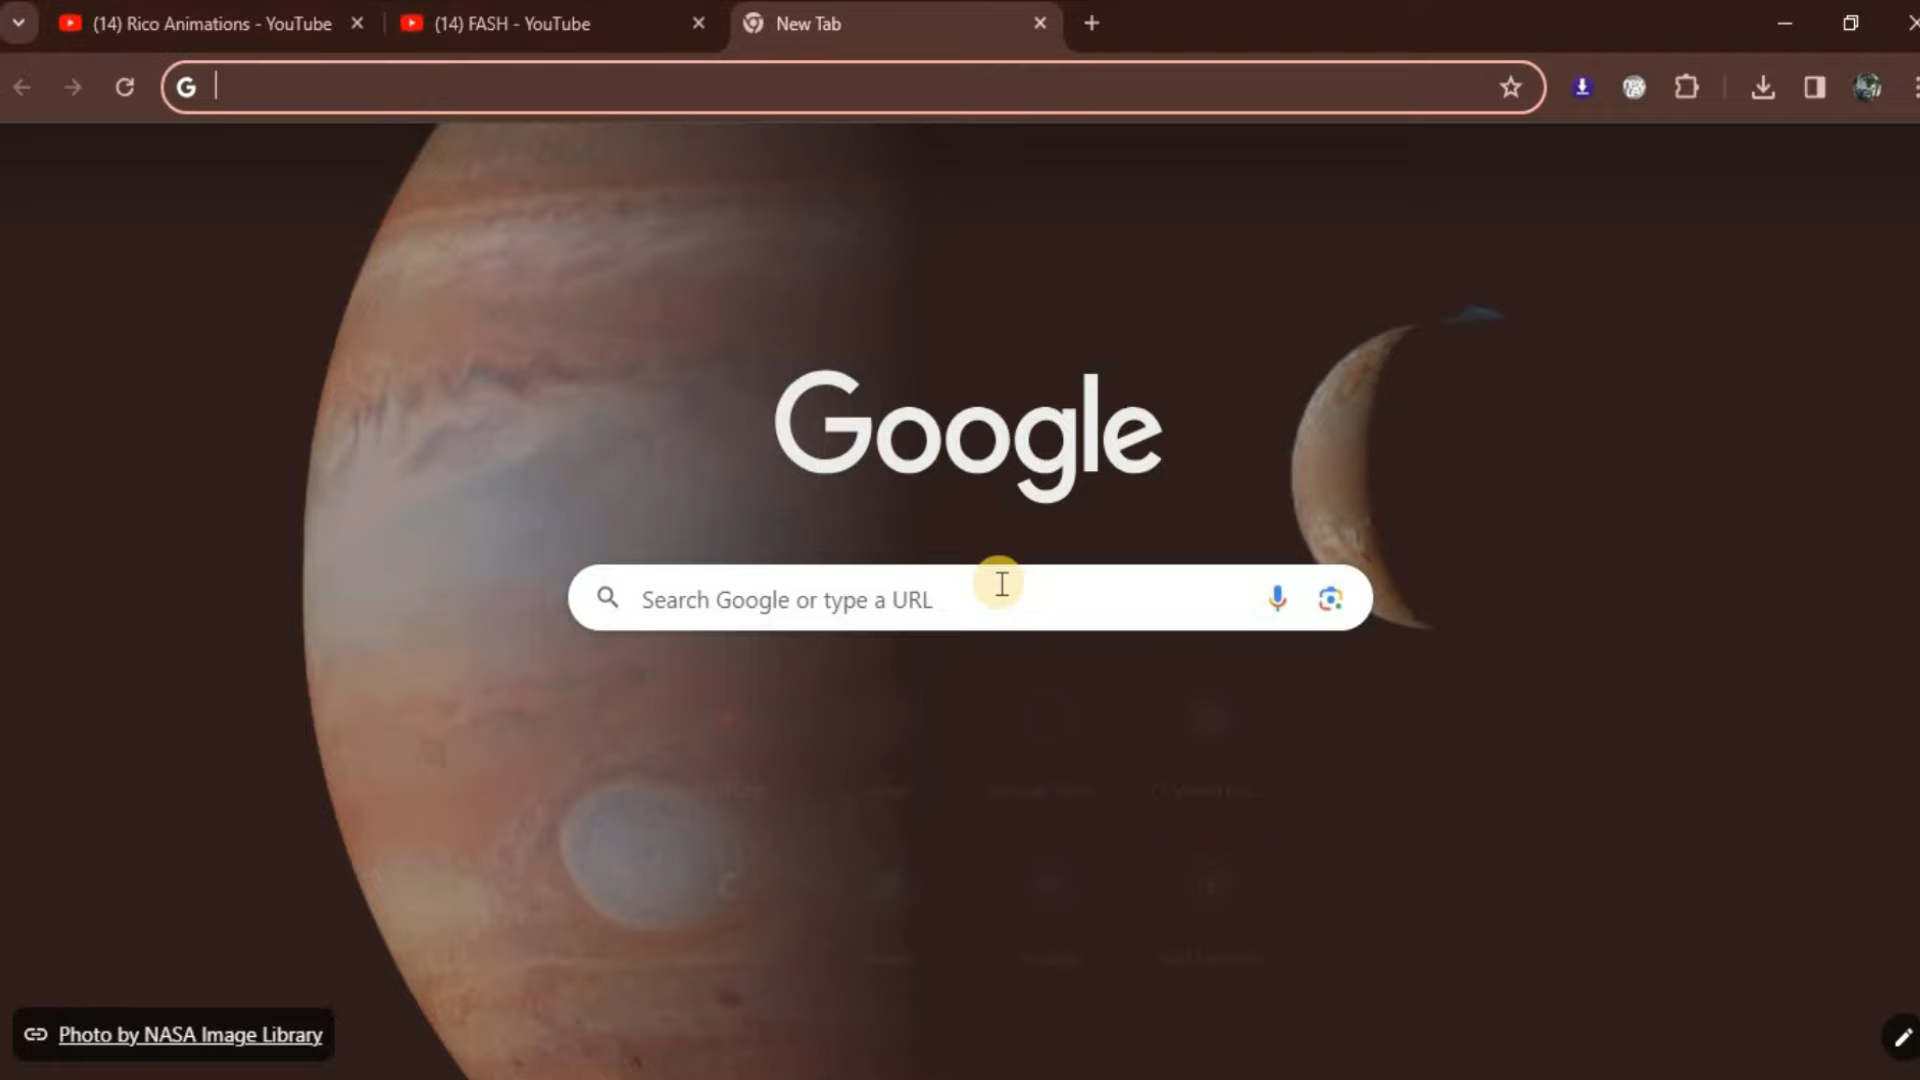 (14) Rico Animations - YouTube
(14) FASH - YouTube
New Tab
Google
Search Google or type a URL
Photo by NASA Image Library